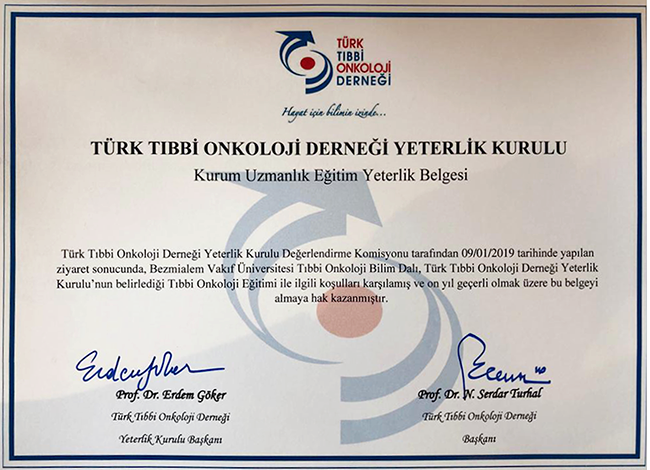 TÜRK
TIBBİ
ONKOLOJİ
DERNEĞİ
Hayat için bilimin izinde...
TÜRK TIBBİ ONKOLOJİ DERNEĞİ YETERLİK KURULU
Kurum Uzmanlık Eğitim Yeterlik Belgesi
Türk Tıbbi Onkoloji Derneği Yeterlik Kurulu Değerlendirme Komisyonu tarafından 09/01/2019 tarihinde yapılan
ziyaret sonucunda, Bezmialem Vakıf Üniversitesi Tıbbi Onkoloji Bilim Dalı, Türk Tıbbi Onkoloji Derneği Yeterlik
Kurulu'nun belirlediği Tıbbi Onkoloji Eğitimi ile ilgili koşulları karşılamış ve on yıl geçerli olmak üzere bu belgeyi
almaya hak kazanmıştır.
Prof. Dr. Erdem Göker
Türk Tıbbi Onkoloji Derneği
Yeterlik Kurulu Başkanı
Prof. Dr. N. Serdar Turhal
Türk Tıbbi Onkoloji Derneği
Başkanı